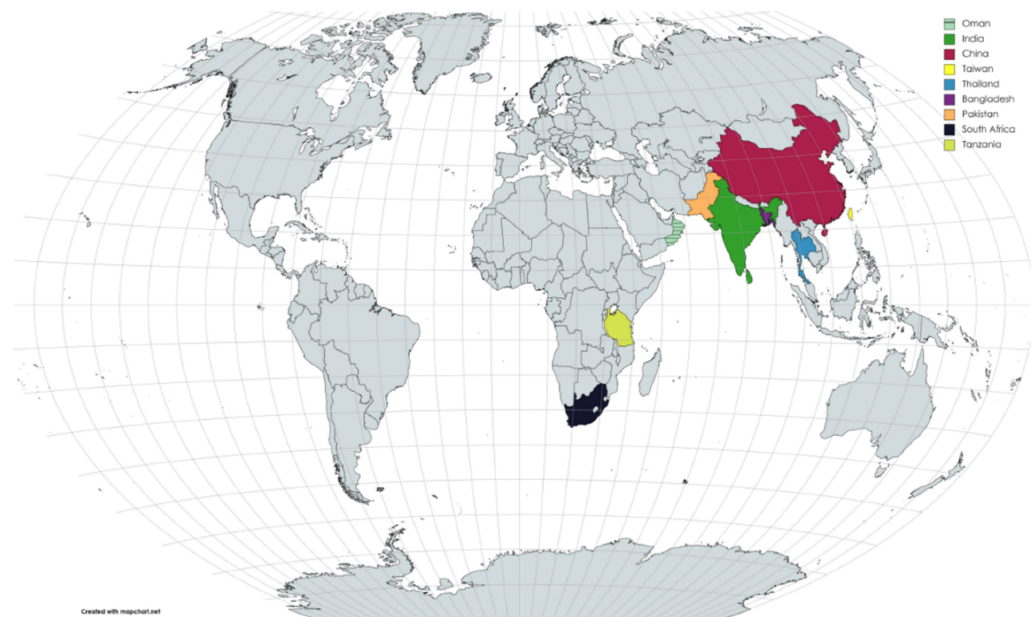 Oman
India
China
Taiwan
Thailand
Bangladesh
Pakistan
South Africa
Tanzania
Created with mapchart.net